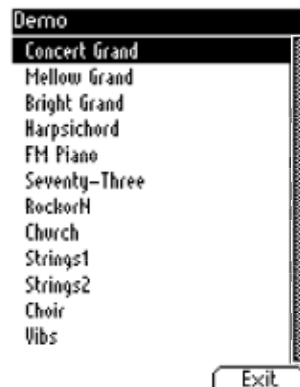 Demo
Concert Grand
Mellow Grand
Bright Grand
Harpsichord
FM Piano
Seventy-Three
RockorN
Church
Strings1
Strings2
Choir
Vibs
Exit